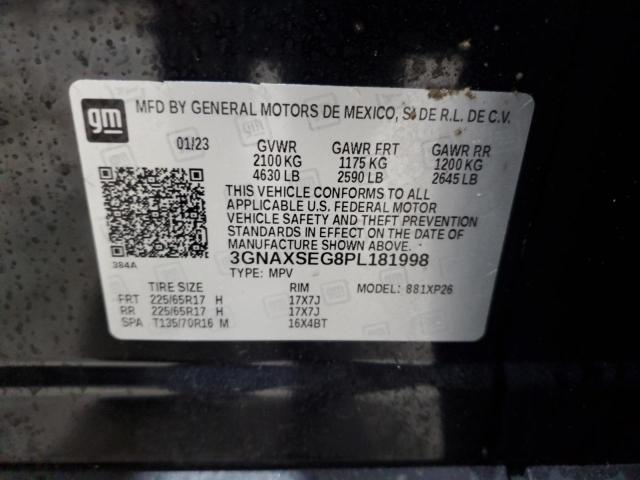 gm
MFD BY GENERAL MOTORS DE MEXICO, S. DE R.L. DE C.V.
01/23 GVWR GAWR FRT GAWR RR
2100 KG 1175 KG 1200 KG
4630 LB 2590 LB 2645 LB
THIS VEHICLE CONFORMS TO ALL
APPLICABLE U.S. FEDERAL MOTOR
VEHICLE SAFETY AND THEFT PREVENTION
STANDARDS IN EFFECT ON THE DATE OF
MANUFACTURE SHOWN ABOVE.
384A 3GNAXSEG8PL181998
TYPE: MPV
TIRE SIZE RIM MODEL: 881XP26
FRT 225/65R17 H 17X7J
RR 225/65R17 H 17X7J
SPA T135/70R16 M 16X4BT